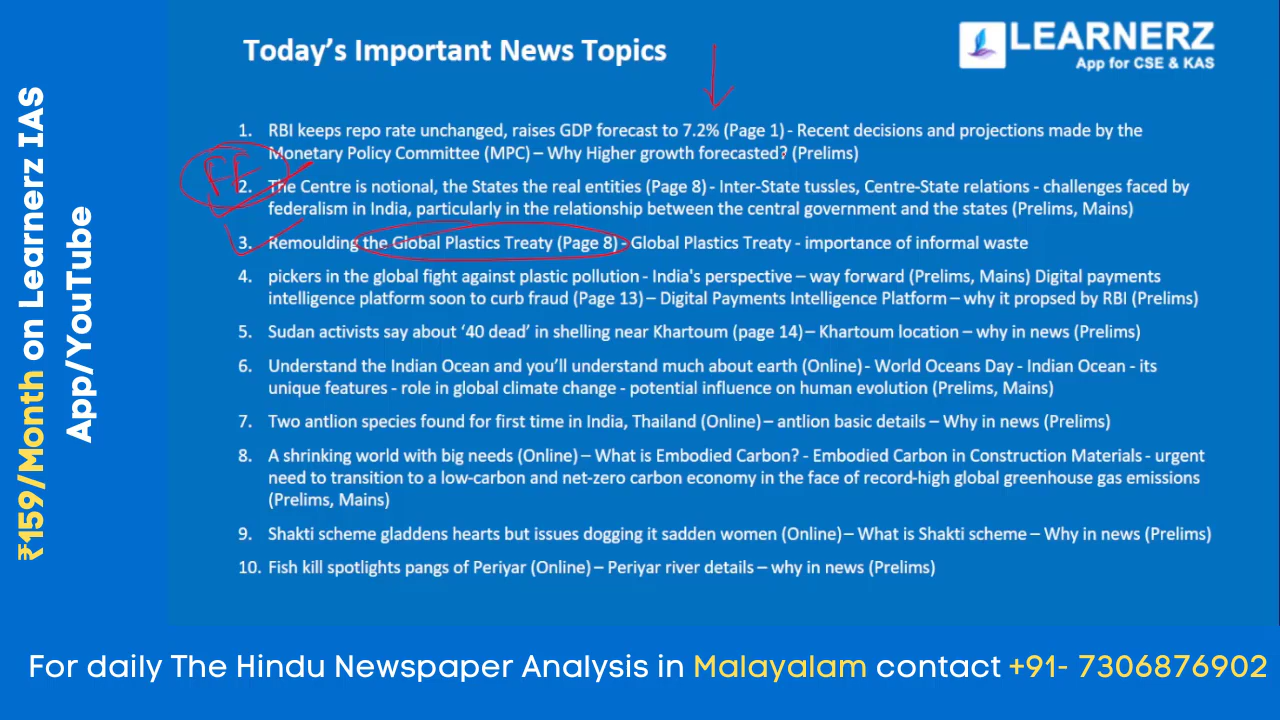 ₹159/Month on Learnerz IAS
App/YouTube
Today's Important News Topics
LEARNERZ
App for CSE & KAS
1. RBI keeps repo rate unchanged, raises GDP forecast to 7.2% (Page 1) - Recent decisions and projections made by the
Monetary Policy Committee (MPC) – Why Higher growth forecasted? (Prelims)
2. The Centre is notional, the States the real entities (Page 8) - Inter-State tussles, Centre-State relations - challenges faced by
federalism in India, particularly in the relationship between the central government and the states (Prelims, Mains)
3. Remoulding the Global Plastics Treaty (Page 8) - Global Plastics Treaty - importance of informal waste
4. pickers in the global fight against plastic pollution - India's perspective – way forward (Prelims, Mains) Digital payments
intelligence platform soon to curb fraud (Page 13) – Digital Payments Intelligence Platform – why it propsed by RBI (Prelims)
5. Sudan activists say about '40 dead' in shelling near Khartoum (page 14) – Khartoum location – why in news (Prelims)
6. Understand the Indian Ocean and you'll understand much about earth (Online) - World Oceans Day - Indian Ocean - its
unique features - role in global climate change - potential influence on human evolution (Prelims, Mains)
7. Two antlion species found for first time in India, Thailand (Online) – antlion basic details – Why in news (Prelims)
8. A shrinking world with big needs (Online) – What is Embodied Carbon? - Embodied Carbon in Construction Materials - urgent
need to transition to a low-carbon and net-zero carbon economy in the face of record-high global greenhouse gas emissions
(Prelims, Mains)
9. Shakti scheme gladdens hearts but issues dogging it sadden women (Online) – What is Shakti scheme – Why in news (Prelims)
10. Fish kill spotlights pangs of Periyar (Online) – Periyar river details – why in news (Prelims)
For daily The Hindu Newspaper Analysis in Malayalam contact +91- 7306876902